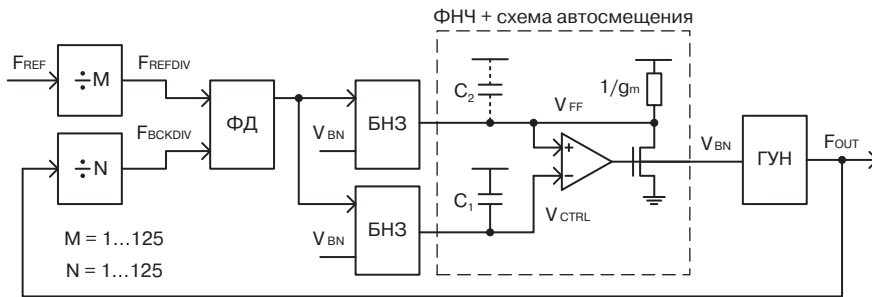 ФНЧ + схема автосмещения
FREF
÷M
FREFDIV
FBCKDIV
÷N
ФД
VBN
БНЗ
VBN
БНЗ
C2
VFF
1/gm
+
−
C1
VCTRL
VBN
ГУН
FOUT
M = 1...125
N = 1...125